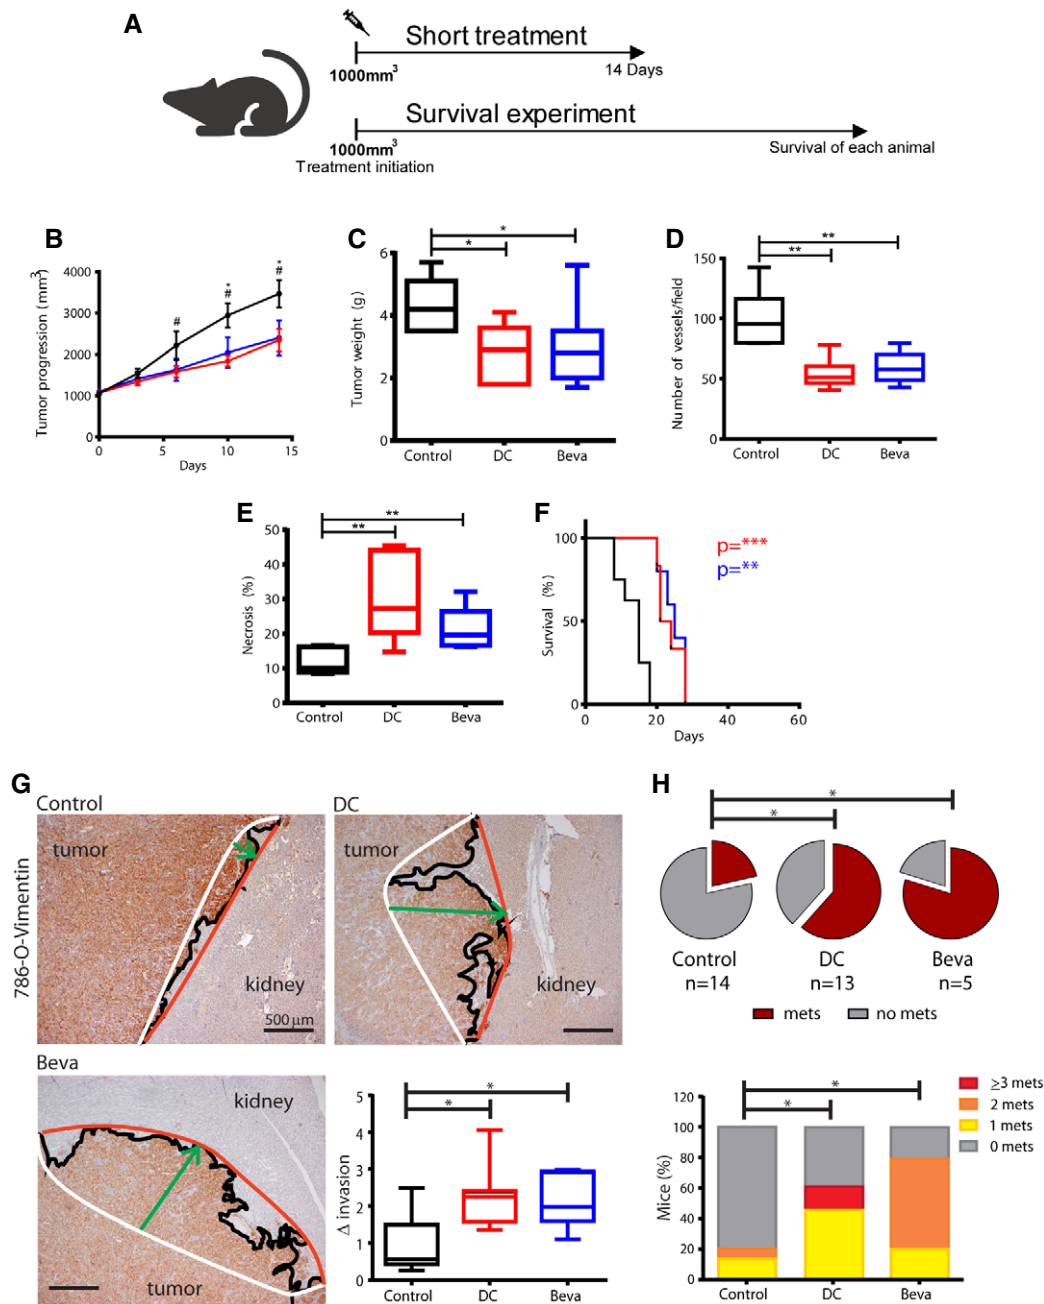 A
Short treatment
1000mm³
14 Days
Survival experiment
1000mm³
Treatment initiation
Survival of each animal
B
Tumor progression (mm³)
4000
3000
2000
1000
0
0
5
10
15
Days
#
*
#
*
#
C
Tumor weight (g)
6
4
2
0
*
*
Control
DC
Beva
D
Number of vessels/field
150
100
50
0
**
**
Control
DC
Beva
E
Necrosis (%)
50
40
30
20
10
0
**
**
Control
DC
Beva
F
Survival (%)
100
50
0
0
20
40
60
Days
p=***
p=**
G
786-O-Vimentin
Control
tumor
kidney
500 µm
DC
tumor
kidney
Beva
kidney
tumor
Δ invasion
5
4
3
2
1
0
*
*
Control
DC
Beva
H
*
*
Control
n=14
DC
n=13
Beva
n=5
mets
no mets
Mice (%)
120
100
80
60
40
20
0
*
*
Control
DC
Beva
≥3 mets
2 mets
1 mets
0 mets